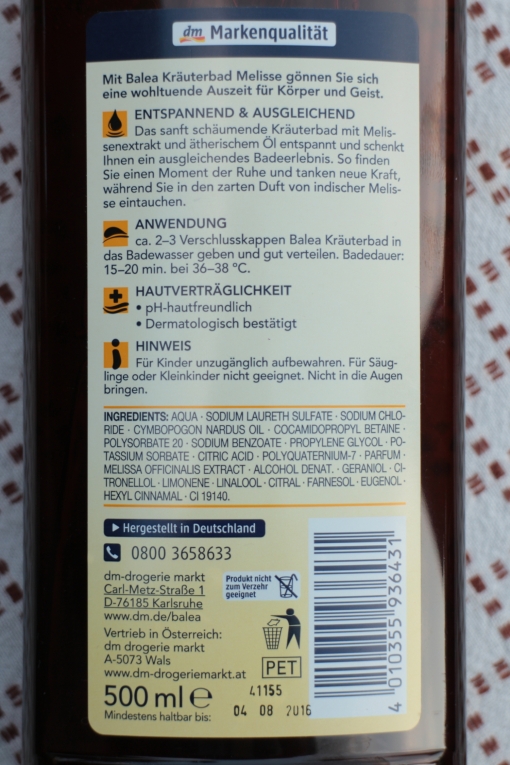 dm Markenqualität
Mit Balea Kräuterbad Melisse gönnen Sie sich
eine wohltuende Auszeit für Körper und Geist.
ENTSPANNEND & AUSGLEICHEND
Das sanft schäumende Kräuterbad mit Melis-
senextrakt und ätherischem Öl entspannt und schenkt
Ihnen ein ausgleichendes Badeerlebnis. So finden
Sie einen Moment der Ruhe und tanken neue Kraft,
während Sie in den zarten Duft von indischer Melis-
se eintauchen.
ANWENDUNG
ca. 2–3 Verschlusskappen Balea Kräuterbad in
das Badewasser geben und gut verteilen. Badedauer:
15–20 min. bei 36–38 °C.
HAUTVERTRÄGLICHKEIT
• pH-hautfreundlich
• Dermatologisch bestätigt
HINWEIS
Für Kinder unzugänglich aufbewahren. Für Säug-
linge oder Kleinkinder nicht geeignet. Nicht in die Augen
bringen.
INGREDIENTS: AQUA · SODIUM LAURETH SULFATE · SODIUM CHLO-
RIDE · CYMBOPOGON NARDUS OIL · COCAMIDOPROPYL BETAINE ·
POLYSORBATE 20 · SODIUM BENZOATE · PROPYLENE GLYCOL · PO-
TASSIUM SORBATE · CITRIC ACID · POLYQUATERNIUM-7 · PARFUM ·
MELISSA OFFICINALIS EXTRACT · ALCOHOL DENAT. · GERANIOL · CI-
TRONELLOL · LIMONENE · LINALOOL · CITRAL · FARNESOL · EUGENOL ·
HEXYL CINNAMAL · CI 19140.
Hergestellt in Deutschland
0800 3658633
dm-drogerie markt
Carl-Metz-Straße 1
D-76185 Karlsruhe
www.dm.de/balea
Produkt nicht
zum Verzehr
geeignet
Vertrieb in Österreich:
dm drogerie markt
A-5073 Wals
www.dm-drogeriemarkt.at
PET
500 ml e
Mindestens haltbar bis:
41155
04 08 2016
4 010355 936431